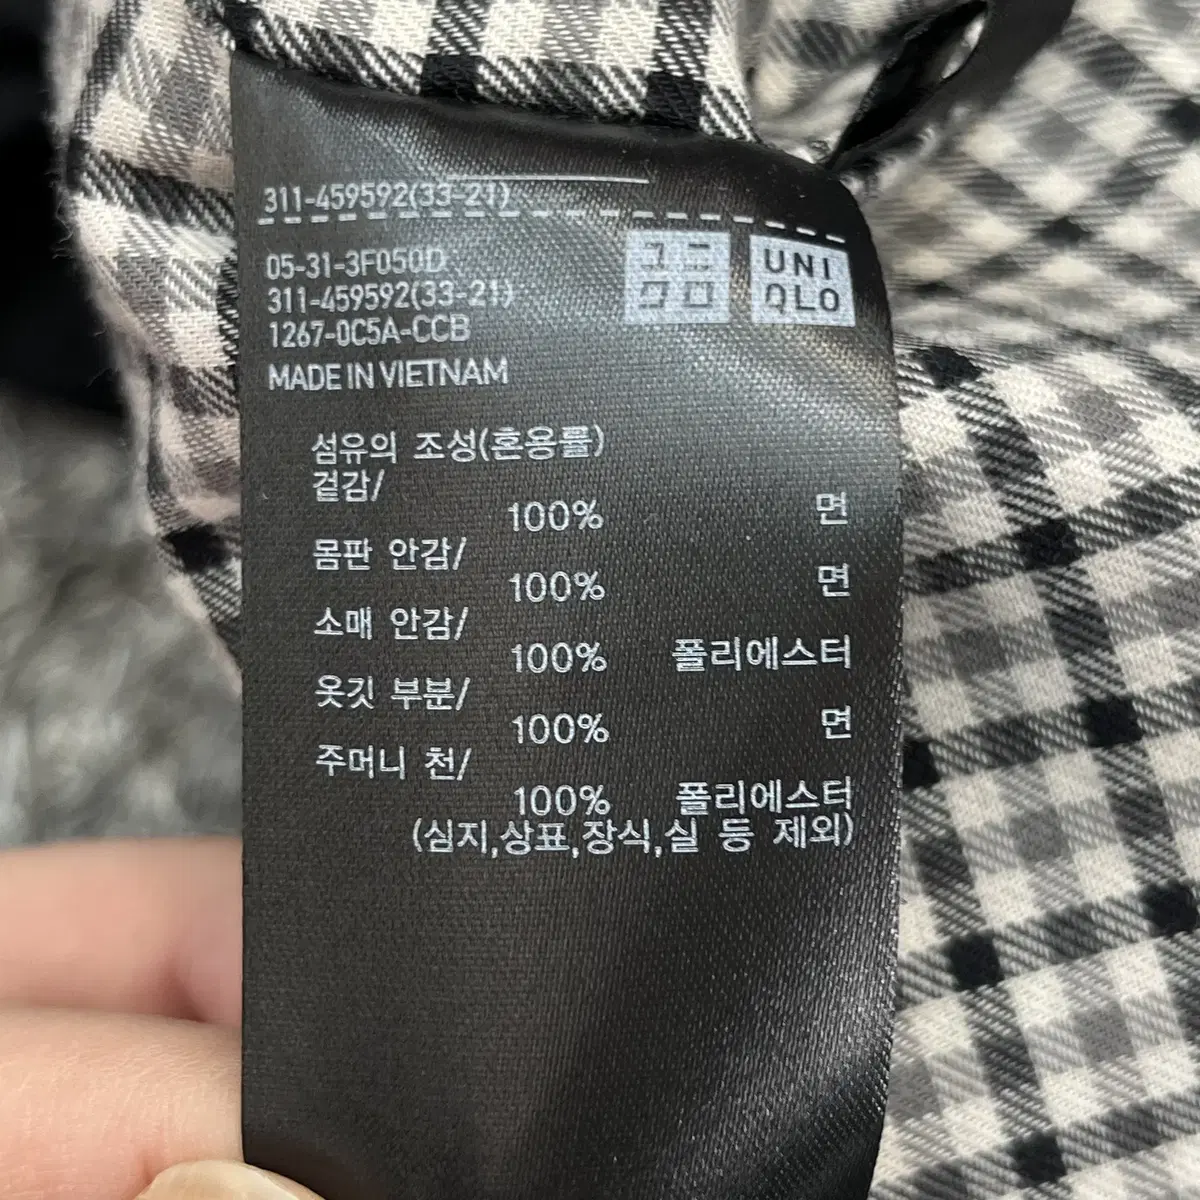 311-459592(33-21)
05-31-3F050D
311-459592(33-21)
1267-0C5A-CCB
MADE IN VIETNAM
ユニ
クロ
UNI
QLO
섬유의 조성(혼용률)
겉감/
100% 면
몸판 안감/
100% 면
소매 안감/
100% 폴리에스터
옷깃 부분/
100% 면
주머니 천/
100% 폴리에스터
(심지,상표,장식,실 등 제외)